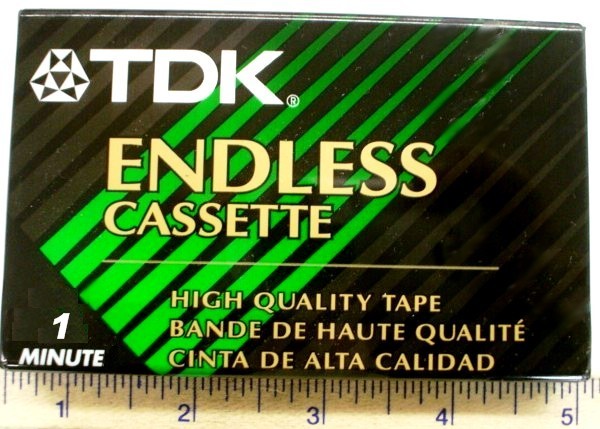 TDK®
ENDLESS
CASSETTE
HIGH QUALITY TAPE
BANDE DE HAUTE QUALITÉ
CINTA DE ALTA CALIDAD
1
MINUTE
1 2 3 4 5